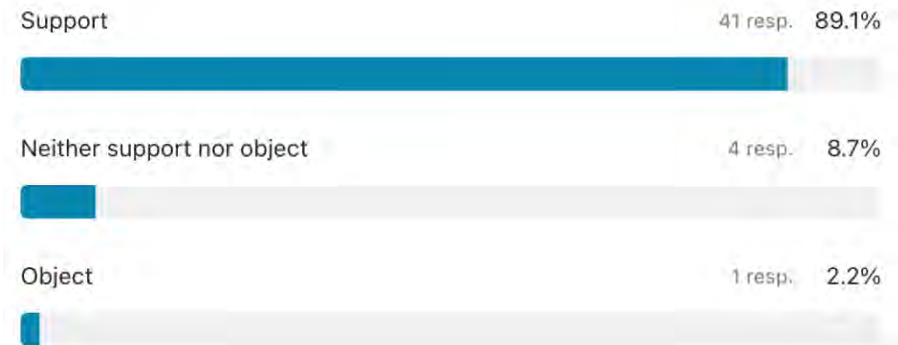 Support 41 resp. 89.1%
Neither support nor object 4 resp. 8.7%
Object 1 resp. 2.2%